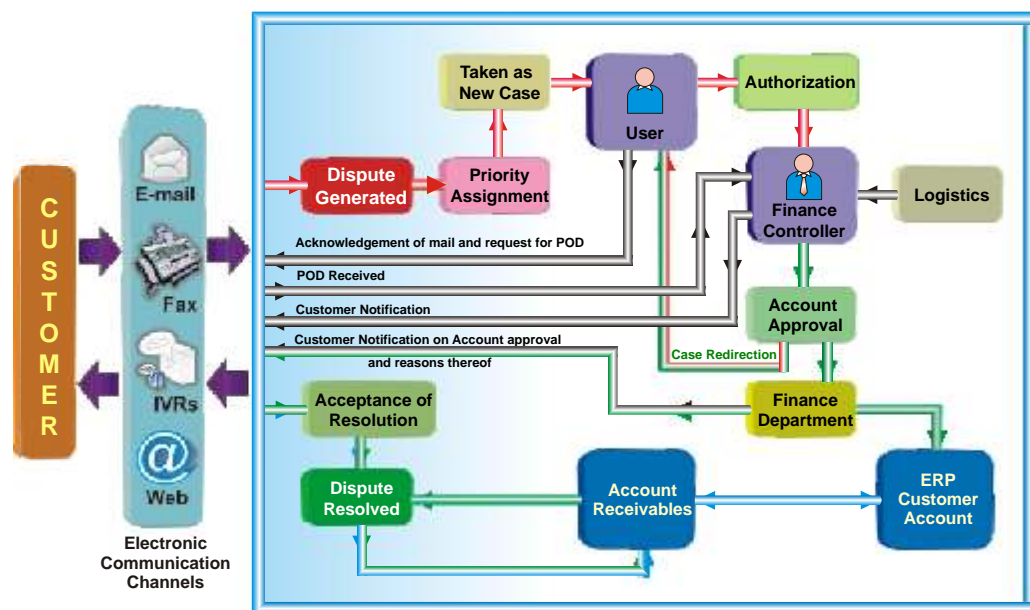 CUSTOMER
E-mail
Fax
IVRs
@
Web
Electronic
Communication
Channels
Taken as
New Case
User
Authorization
Dispute
Generated
Priority
Assignment
Finance
Controller
Logistics
Acknowledgement of mail and request for POD
POD Received
Customer Notification
Account
Approval
Customer Notification on Account approval
and reasons thereof
Case Redirection
Acceptance of
Resolution
Finance
Department
Dispute
Resolved
Account
Receivables
ERP
Customer
Account